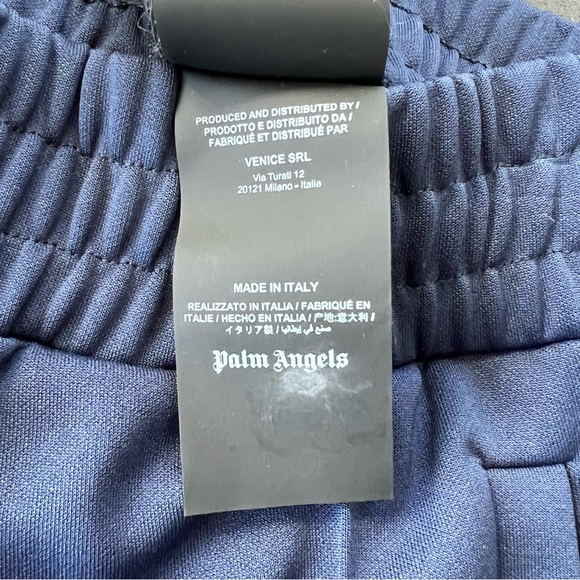 PRODUCED AND DISTRIBUTED BY/
PRODOTTO E DISTRIBUITO DA/
FABRIQUÉ ET DISTRIBUÉ PAR
VENICE SRL
Via Turati 12
20121 Milano - Italia
MADE IN ITALY
REALIZZATO IN ITALIA / FABRIQUÉ EN
ITALIE / HECHO EN ITALIA / 产地:意大利 /
イタリア製 / صنع في إيطاليا /
Palm Angels